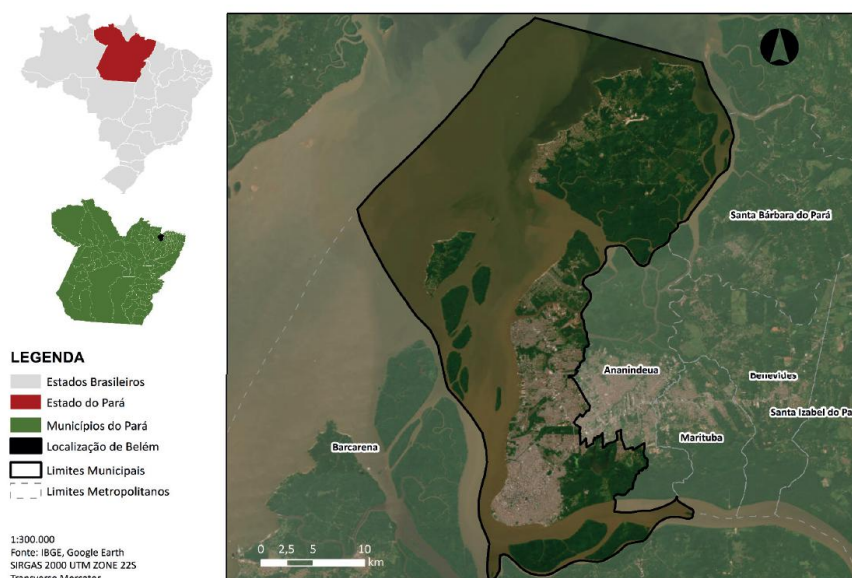 Santa Bárbara do Pará
Ananindeua
Benevides
Santa Izabel do Pa
Marituba
Barcarena
0 2,5 5 10
km
LEGENDA
Estados Brasileiros
Estado do Pará
Municípios do Pará
Localização de Belém
Limites Municipais
Limites Metropolitanos
1:300.000
Fonte: IBGE, Google Earth
SIRGAS 2000 UTM ZONE 22S
Transverso Mercator